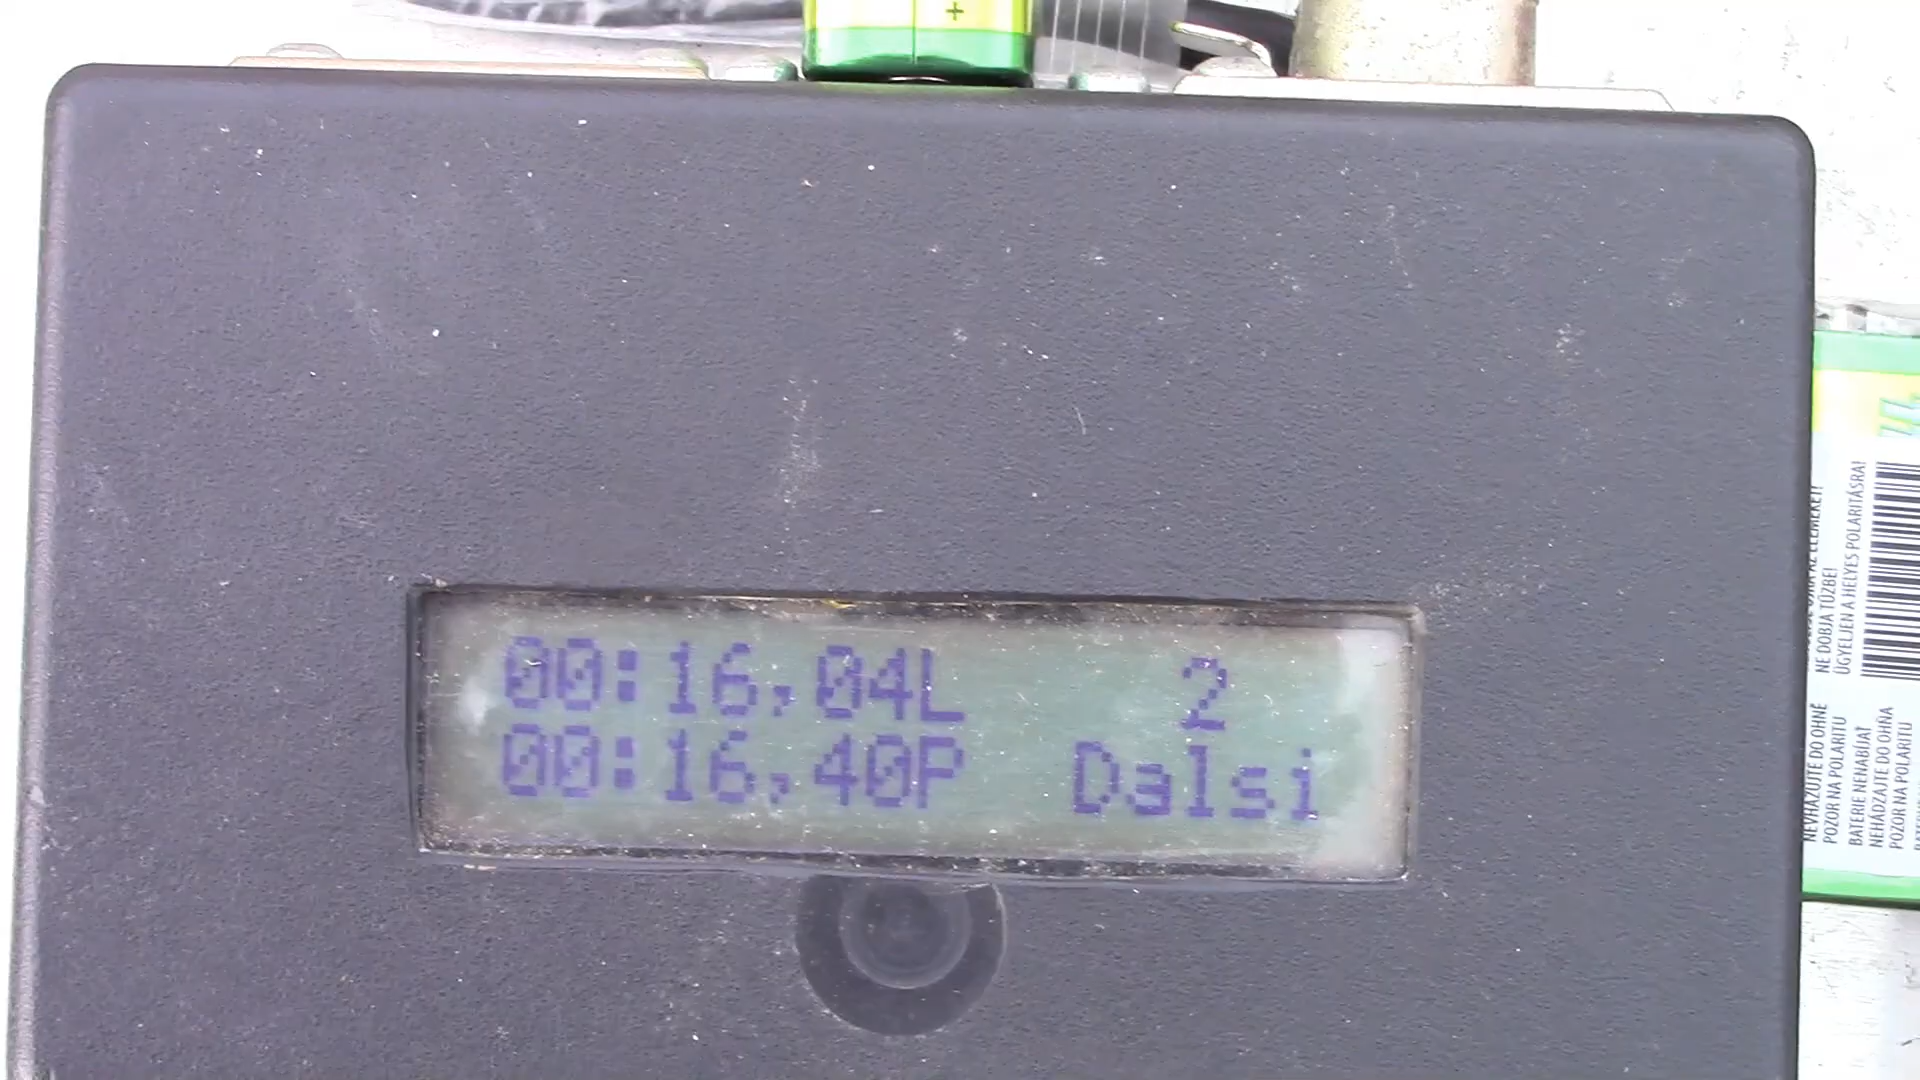 +
00:16,04L 2
00:16,40P Dalsi
NE DOBJA TŰZBE!
ÜGYELJEN A HELYES POLARITÁSRA!
NEVHAZUJTE DO OHNĚ
POZOR NA POLARITU
BATERIE NENABÍJAT
NEHÁDZAJTE DO OHŇA
POZOR NA POLARITU